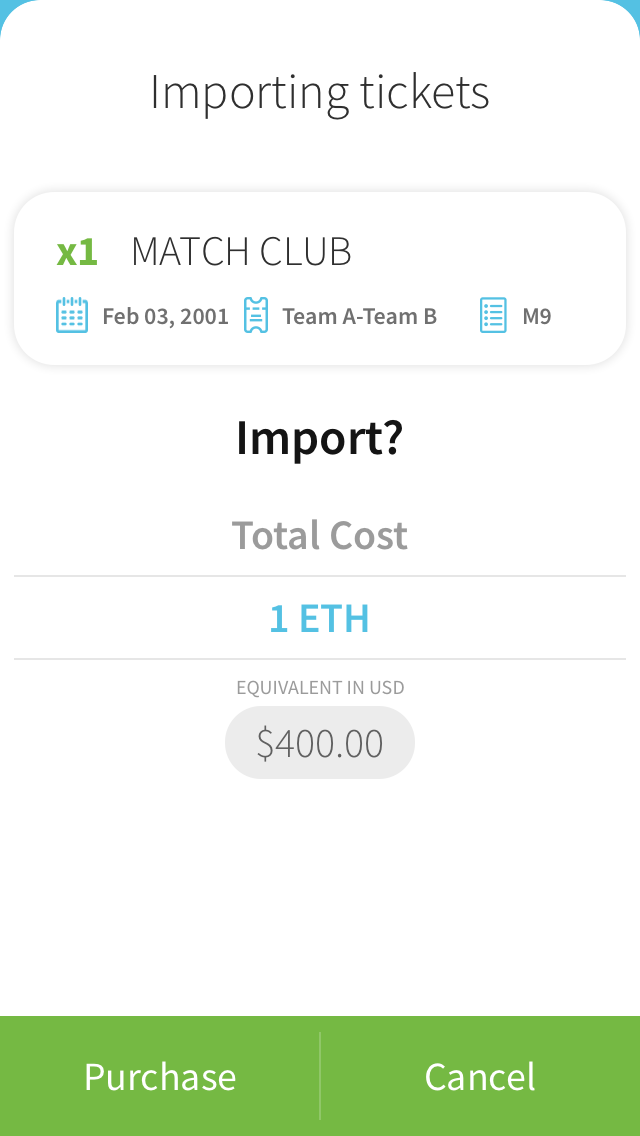 Importing tickets
x1 MATCH CLUB
Feb 03, 2001 Team A-Team B M9
Import?
Total Cost
1 ETH
EQUIVALENT IN USD
$400.00
Purchase Cancel